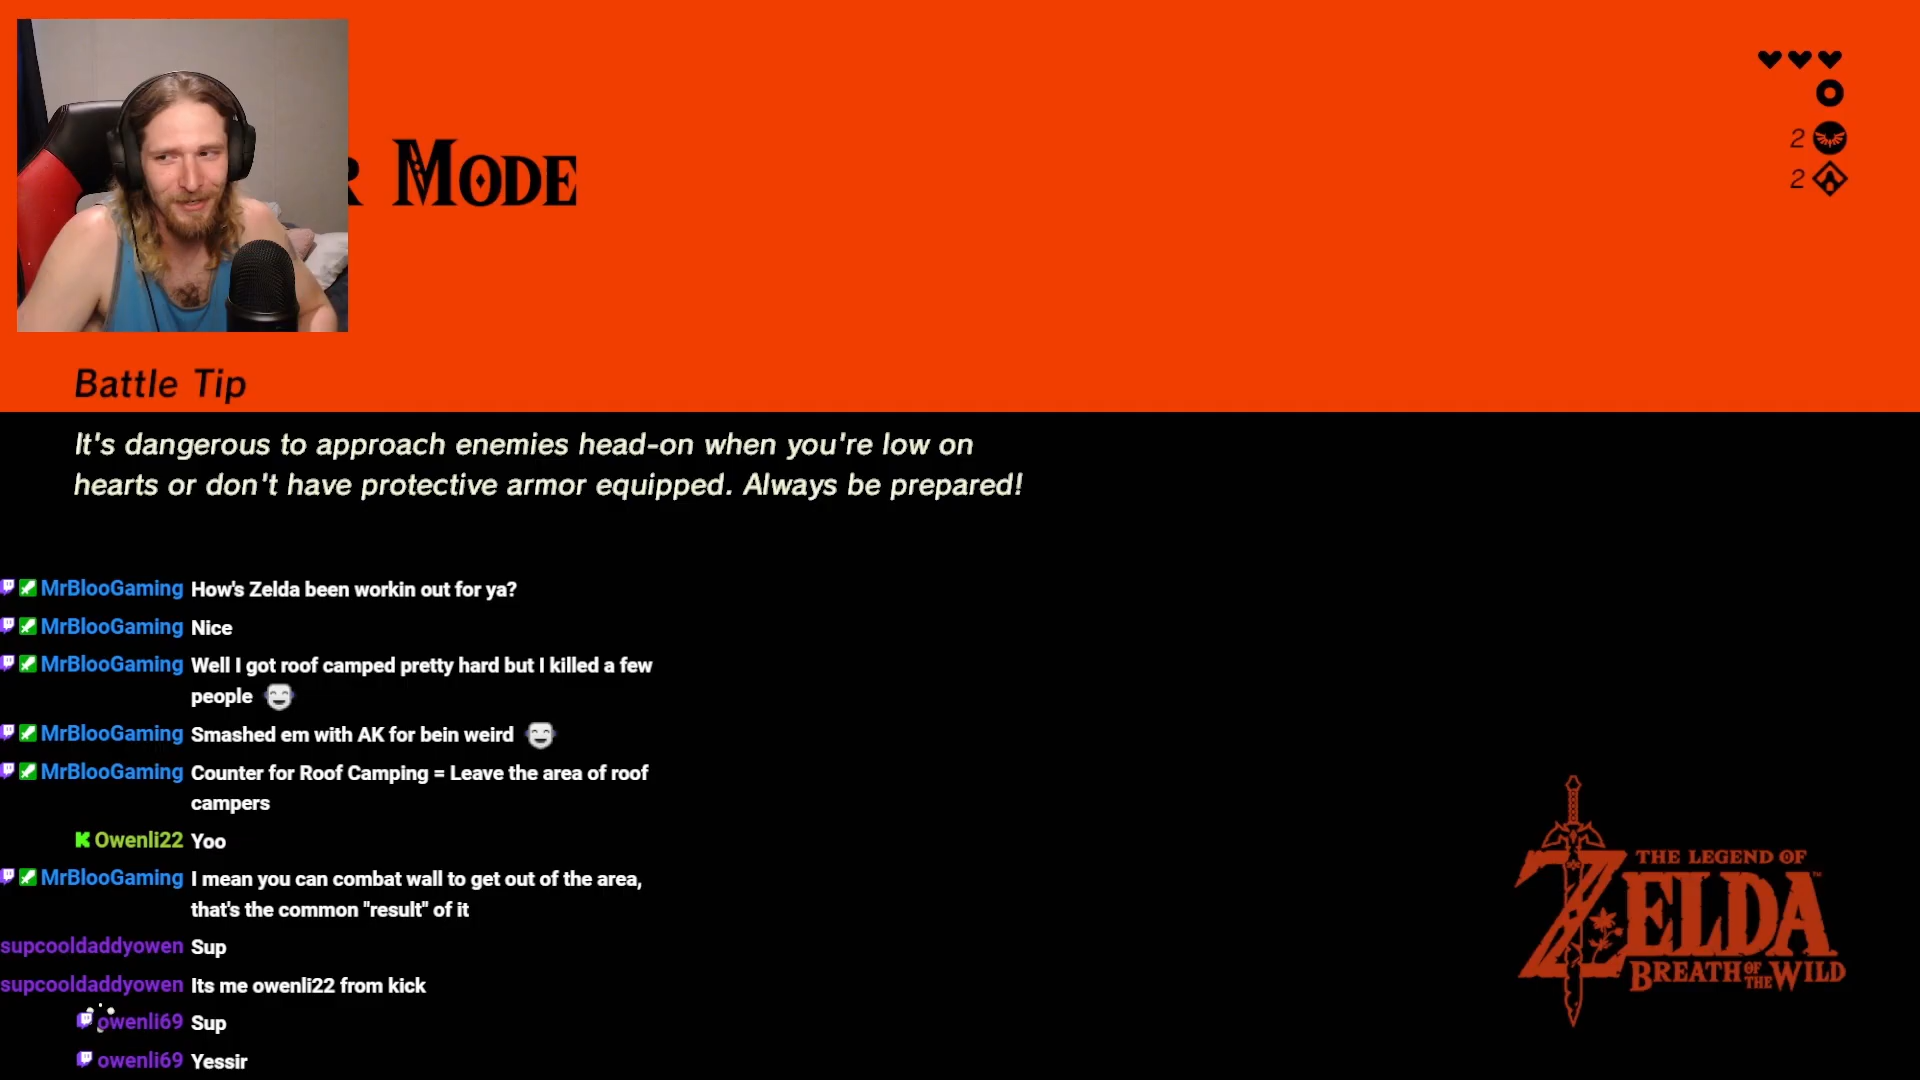 R MODE
2
2
Battle Tip
It's dangerous to approach enemies head-on when you're low on
hearts or don't have protective armor equipped. Always be prepared!
MrBlooGaming How's Zelda been workin out for ya?
MrBlooGaming Nice
MrBlooGaming Well I got roof camped pretty hard but I killed a few
people
MrBlooGaming Smashed em with AK for bein weird
MrBlooGaming Counter for Roof Camping = Leave the area of roof
campers
Owenli22 Yoo
MrBlooGaming I mean you can combat wall to get out of the area,
that's the common "result" of it
supcooldaddyowen Sup
supcooldaddyowen Its me owenli22 from kick
owenli69 Sup
owenli69 Yessir
THE LEGEND OF
ZELDA
BREATH OF THE WILD